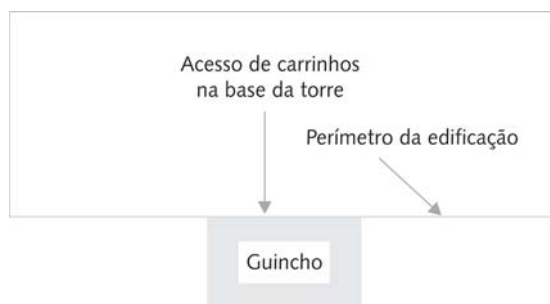 Acesso de carrinhos
na base da torre
Perímetro da edificação
Guincho